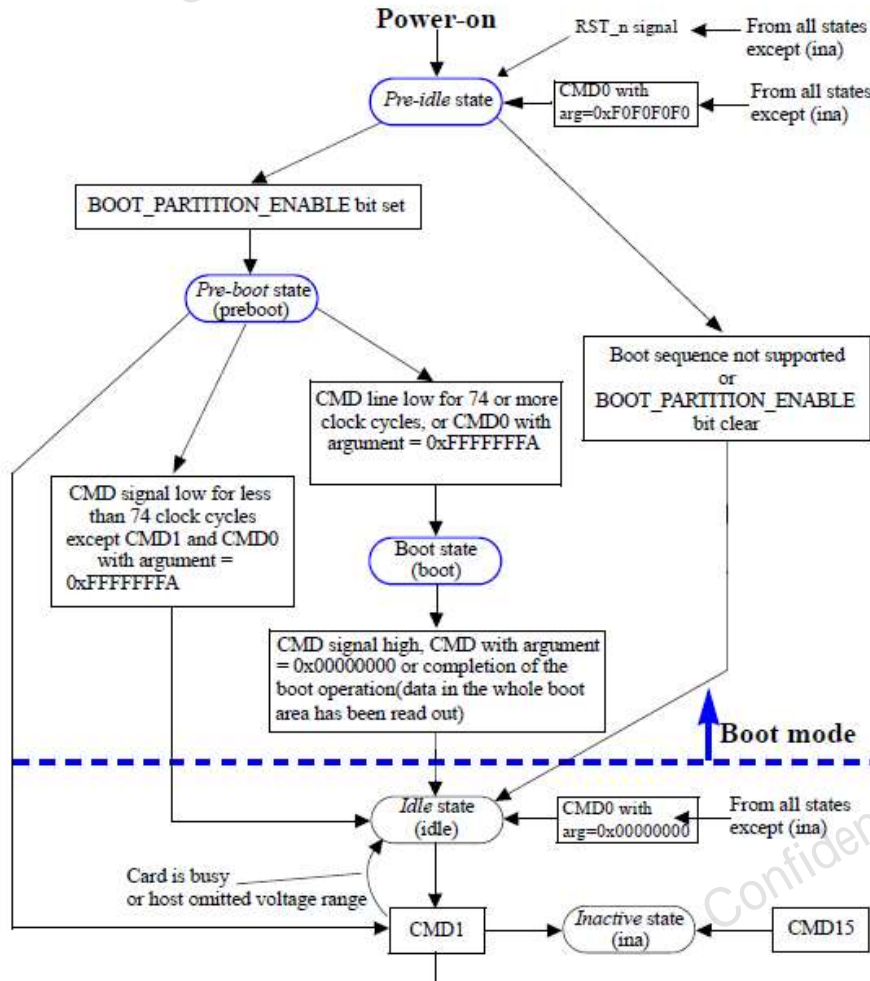 Power-on
RST_n signal
From all states
except (ina)
Pre-idle state
CMD0 with
arg=0xF0F0F0F0
From all states
except (ina)
BOOT_PARTITION_ENABLE bit set
Pre-boot state
(preboot)
Boot sequence not supported
or
BOOT_PARTITION_ENABLE
bit clear
CMD line low for 74 or more
clock cycles, or CMD0 with
argument = 0xFFFFFFFA
CMD signal low for less
than 74 clock cycles
except CMD1 and CMD0
with argument =
0xFFFFFFFA
Boot state
(boot)
CMD signal high, CMD with argument
= 0x00000000 or completion of the
boot operation(data in the whole boot
area has been read out)
Boot mode
Idle state
(idle)
CMD0 with
arg=0x00000000
From all states
except (ina)
Card is busy
or host omitted voltage range
CMD1
Inactive state
(ina)
CMD15
Confiden